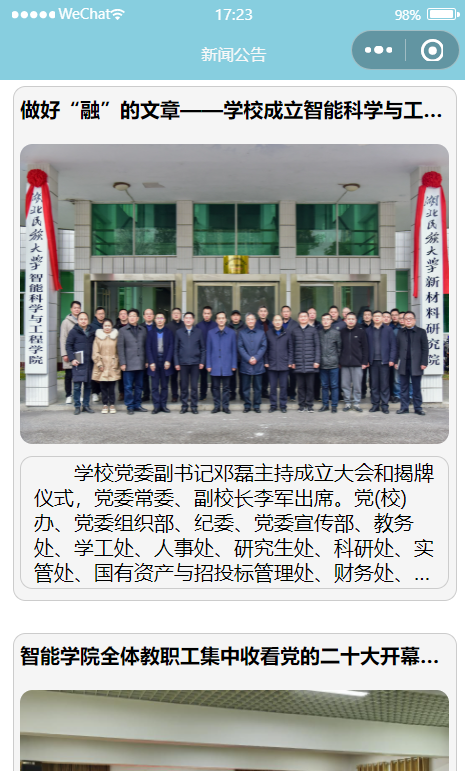 WeChat
17:23
98%
新闻公告
做好“融”的文章——学校成立智能科学与工...
湖北民族大学智能科学与工程学院
湖北民族大学新材料研究院
学校党委副书记邓磊主持成立大会和揭牌
仪式，党委常委、副校长李军出席。党(校)
办、党委组织部、纪委、党委宣传部、教务
处、学工处、人事处、研究生处、科研处、实
管处、国有资产与招投标管理处、财务处、...
智能学院全体教职工集中收看党的二十大开幕...